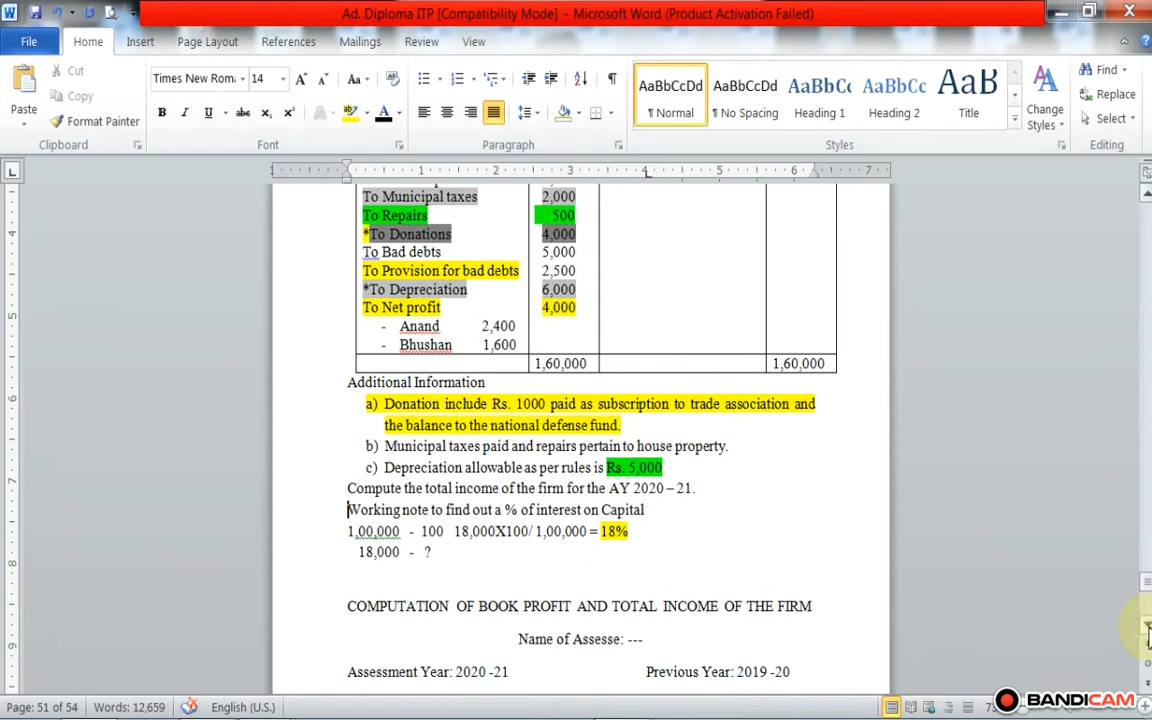 Ad. Diploma ITP [Compatibility Mode] - Microsoft Word (Product Activation Failed)
File Home Insert Page Layout References Mailings Review View
Cut
Copy
Format Painter
Paste
Clipboard
Times New Rom 14
Font
Paragraph
AaBbCcDd AaBbCcDd AaBbCc AaBbCcDd AaB
¶ Normal ¶ No Spacing Heading 1 Heading 2 Title
Change Styles
Styles
Find
Replace
Select
Editing
1 2 3 4 5 6 7
To Municipal taxes 2,000
To Repairs 500
*To Donations 4,000
To Bad debts 5,000
To Provision for bad debts 2,500
*To Depreciation 6,000
To Net profit 4,000
- Anand 2,400
- Bhushan 1,600
1,60,000 1,60,000
Additional Information
a) Donation include Rs. 1000 paid as subscription to trade association and
the balance to the national defense fund.
b) Municipal taxes paid and repairs pertain to house property.
c) Depreciation allowable as per rules is Rs. 5,000
Compute the total income of the firm for the AY 2020 – 21.
Working note to find out a % of interest on Capital
1,00,000 - 100 18,000X100/ 1,00,000 = 18%
18,000 - ?
COMPUTATION OF BOOK PROFIT AND TOTAL INCOME OF THE FIRM
Name of Assesse: ---
Assessment Year: 2020 -21 Previous Year: 2019 -20
Page: 51 of 54 Words: 12,659 English (U.S.)
BANDICAM